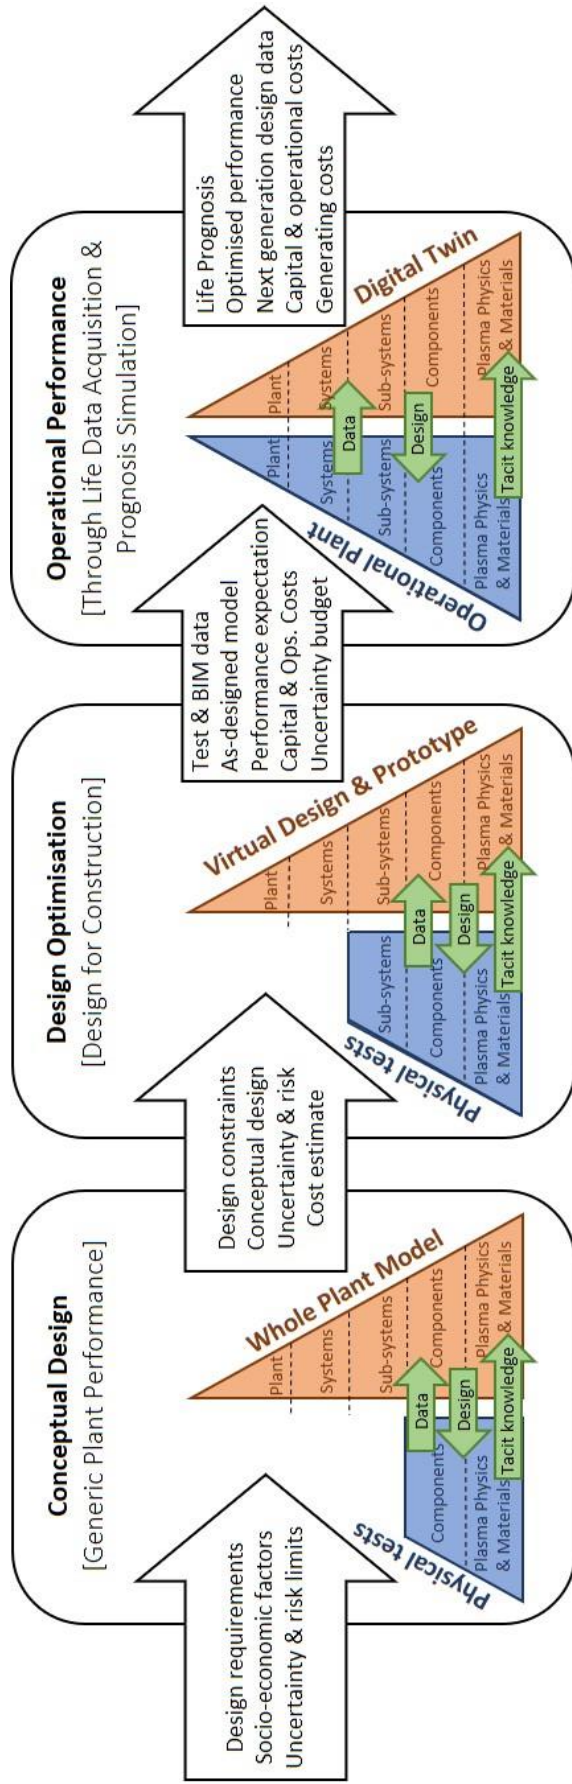 Design requirements
Socio-economic factors
Uncertainty & risk limits
Conceptual Design
[Generic Plant Performance]
Physical tests
Components
Plasma Physics
& Materials
Whole Plant Model
Plant
Systems
Sub-systems
Components
Plasma Physics
& Materials
Data
Design
Tacit knowledge
Design constraints
Conceptual design
Uncertainty & risk
Cost estimate
Design Optimisation
[Design for Construction]
Physical tests
Sub-systems
Components
Plasma Physics
& Materials
Virtual Design & Prototype
Plant
Systems
Sub-systems
Components
Plasma Physics
& Materials
Data
Design
Tacit knowledge
Test & BIM data
As-designed model
Performance expectation
Capital & Ops. Costs
Uncertainty budget
Operational Performance
[Through Life Data Acquisition &
Prognosis Simulation]
Operational Plant
Plant
Systems
Sub-systems
Components
Plasma Physics
& Materials
Digital Twin
Plant
Systems
Sub-systems
Components
Plasma Physics
& Materials
Data
Design
Tacit knowledge
Life Prognosis
Optimised performance
Next generation design data
Capital & operational costs
Generating costs